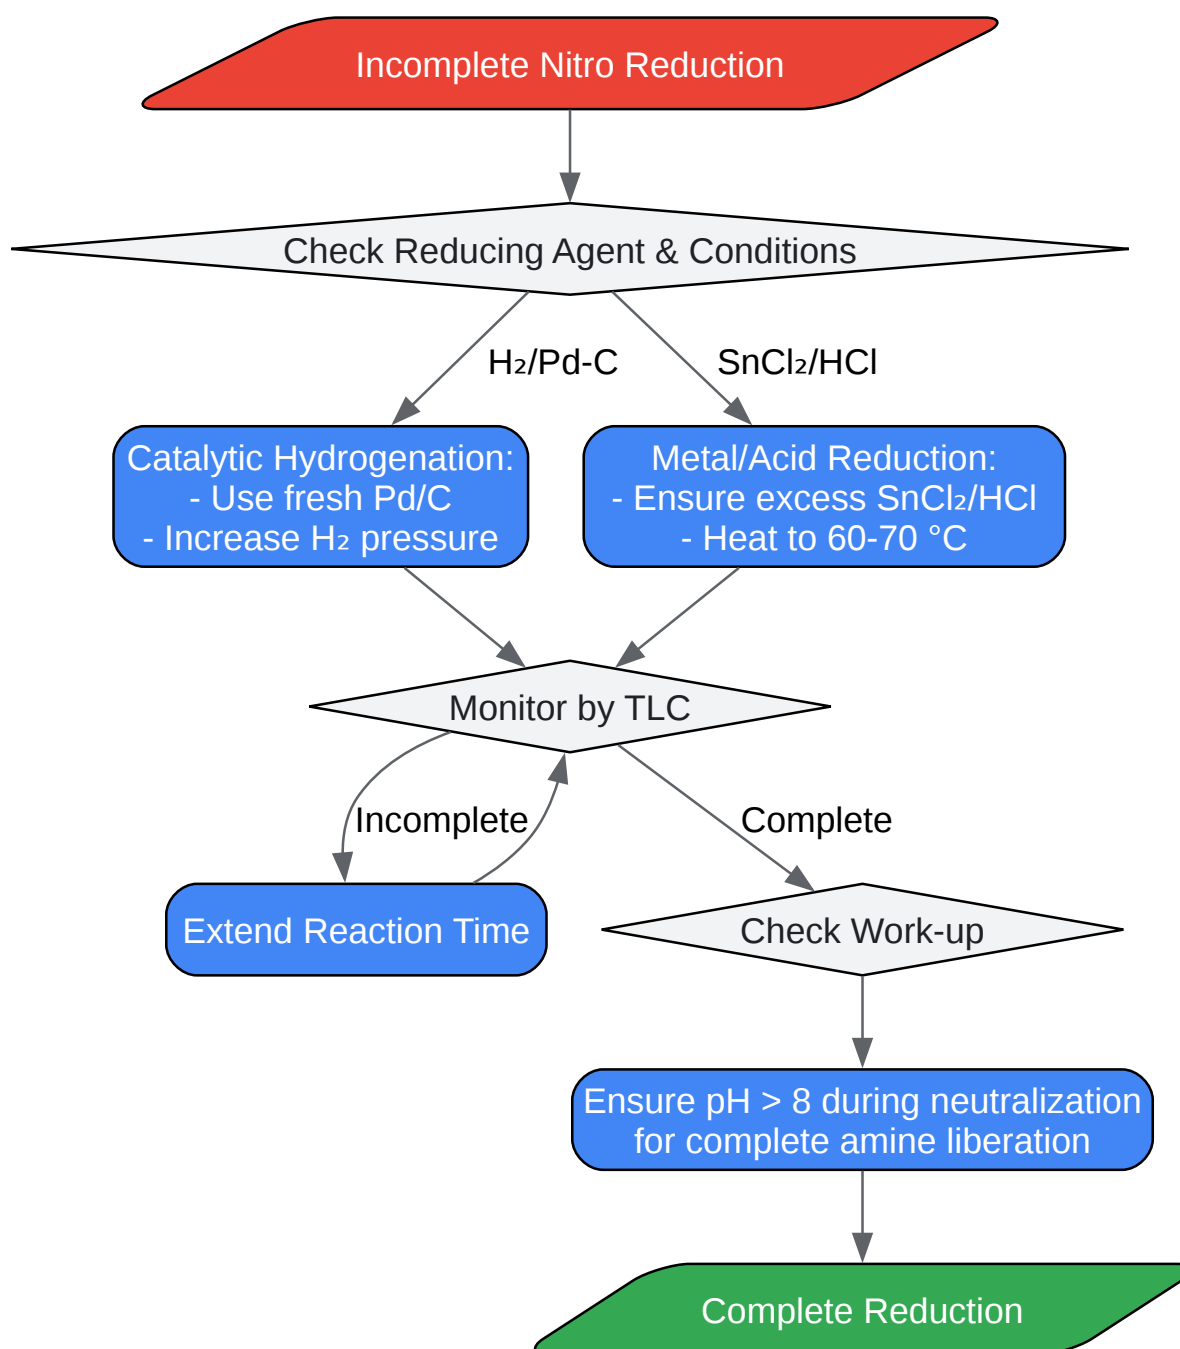 Incomplete Nitro Reduction
Check Reducing Agent & Conditions
H₂/Pd-C
SnCl₂/HCl
Catalytic Hydrogenation:
- Use fresh Pd/C
- Increase H₂ pressure
Metal/Acid Reduction:
- Ensure excess SnCl₂/HCl
- Heat to 60-70 °C
Monitor by TLC
Incomplete
Complete
Extend Reaction Time
Check Work-up
Ensure pH > 8 during neutralization
for complete amine liberation
Complete Reduction